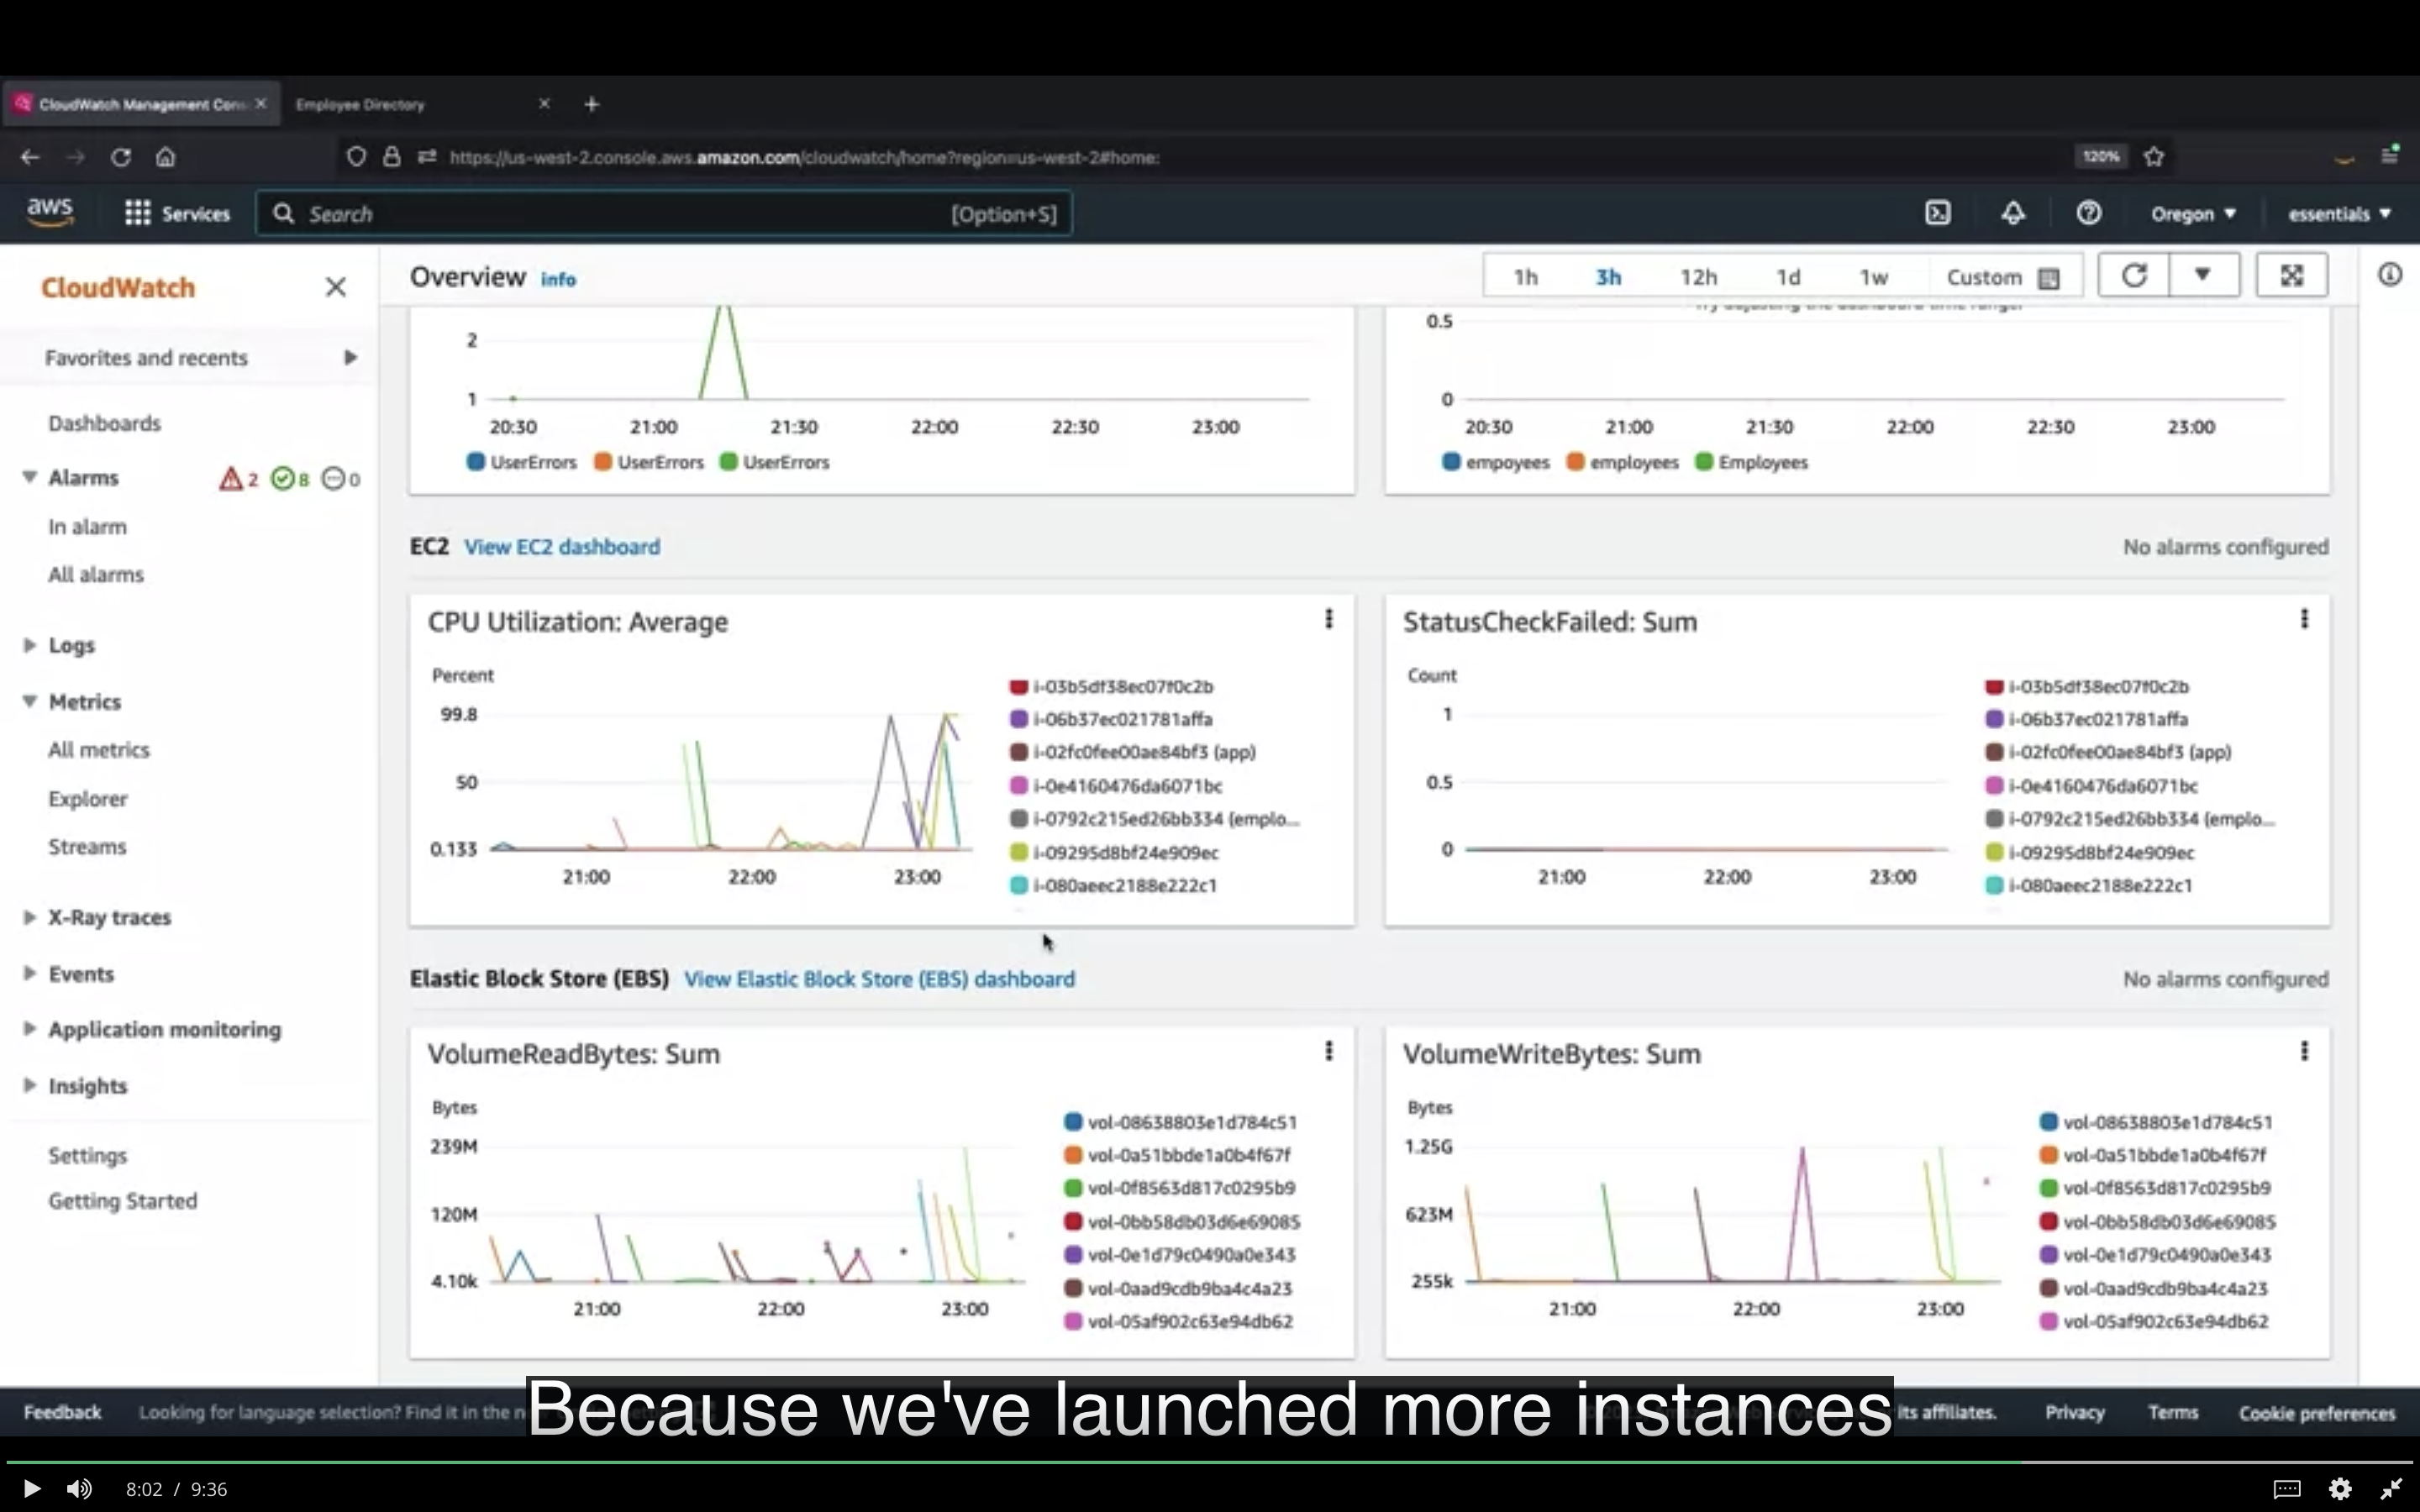 CloudWatch Management Cons
Employee Directory
https://us-west-2.console.aws.amazon.com/cloudwatch/home?region=us-west-2#home:
120%
aws
Services
Search
[Option+S]
Oregon
essentials
CloudWatch
Favorites and recents
Dashboards
Alarms
2
8
0
In alarm
All alarms
Logs
Metrics
All metrics
Explorer
Streams
X-Ray traces
Events
Application monitoring
Insights
Settings
Getting Started
Overview info
1h 3h 12h 1d 1w Custom
2
1
20:30 21:00 21:30 22:00 22:30 23:00
UserErrors UserErrors UserErrors
Try adjusting the dashboard time range.
0.5
0
20:30 21:00 21:30 22:00 22:30 23:00
empoyees employees Employees
EC2 View EC2 dashboard
No alarms configured
CPU Utilization: Average
Percent
99.8
50
0.133
21:00 22:00 23:00
i-03b5df38ec07f0c2b
i-06b37ec021781affa
i-02fc0fee00ae84bf3 (app)
i-0e4160476da6071bc
i-0792c215ed26bb334 (emplo...
i-09295d8bf24e909ec
i-080aeec2188e222c1
StatusCheckFailed: Sum
Count
1
0.5
0
21:00 22:00 23:00
i-03b5df38ec07f0c2b
i-06b37ec021781affa
i-02fc0fee00ae84bf3 (app)
i-0e4160476da6071bc
i-0792c215ed26bb334 (emplo...
i-09295d8bf24e909ec
i-080aeec2188e222c1
Elastic Block Store (EBS) View Elastic Block Store (EBS) dashboard
No alarms configured
VolumeReadBytes: Sum
Bytes
239M
120M
4.10k
21:00 22:00 23:00
vol-08638803e1d784c51
vol-0a51bbde1a0b4f67f
vol-0f8563d817c0295b9
vol-0bb58db03d6e69085
vol-0e1d79c0490a0e343
vol-0aad9cdb9ba4c4a23
vol-05af902c63e94db62
VolumeWriteBytes: Sum
Bytes
1.25G
623M
255k
21:00 22:00 23:00
vol-08638803e1d784c51
vol-0a51bbde1a0b4f67f
vol-0f8563d817c0295b9
vol-0bb58db03d6e69085
vol-0e1d79c0490a0e343
vol-0aad9cdb9ba4c4a23
vol-05af902c63e94db62
Feedback
Looking for language selection? Find it in the
Because we've launched more instances
its affiliates.
Privacy
Terms
Cookie preferences
8:02 / 9:36